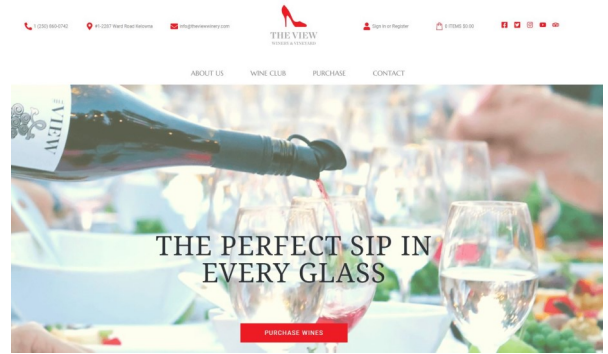 1 (250) 860-0742
#1-2287 Ward Road Kelowna
info@theviewwinery.com
THE VIEW
WINERY & VINEYARD
Sign in or Register
0 ITEMS $0.00
ABOUT US
WINE CLUB
PURCHASE
CONTACT
THE
VIEW
THE PERFECT SIP IN
EVERY GLASS
PURCHASE WINES